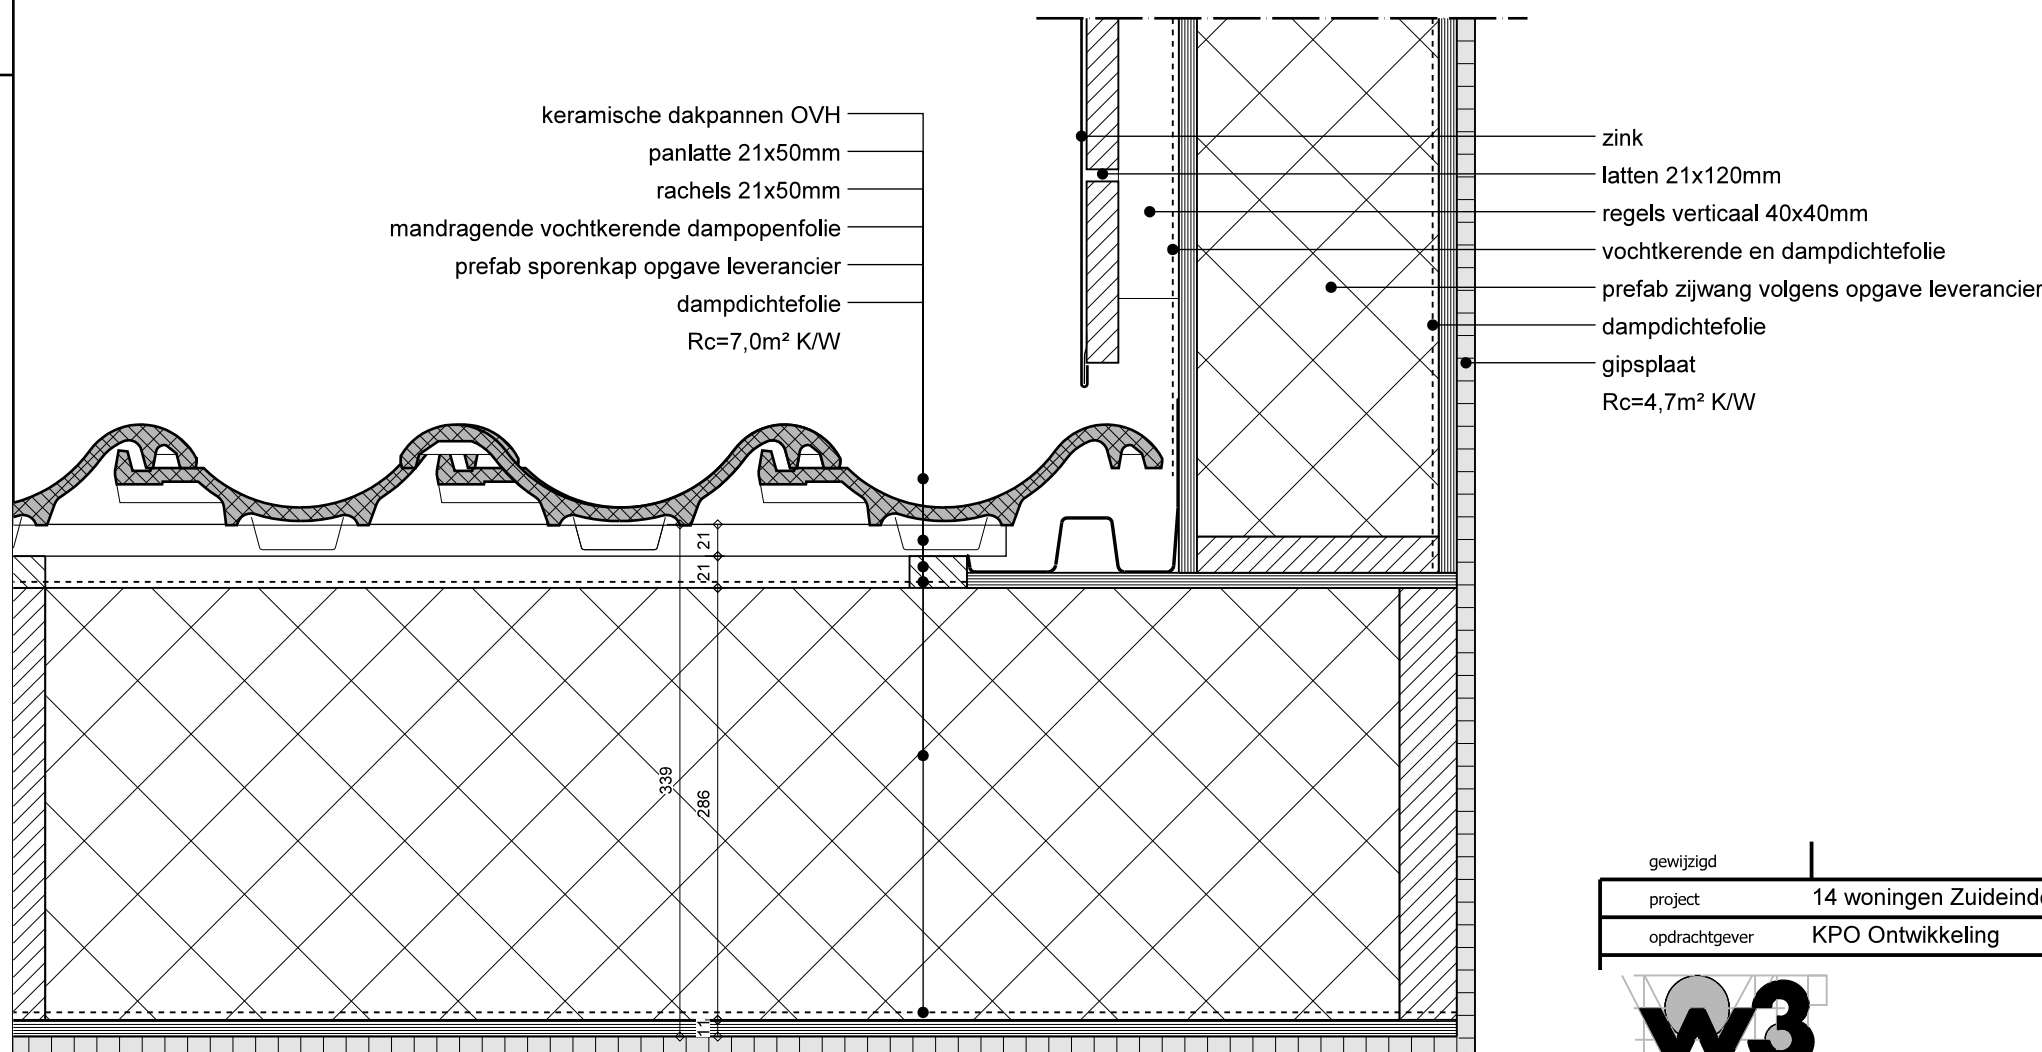 keramische dakpannen OVH
panlatte 21x50mm
rachels 21x50mm
mandragende vochtkerende dampopenfolie
prefab sporenkap opgave leverancier
dampdichtefolie
Rc=7,0m² K/W
zink
latten 21x120mm
regels verticaal 40x40mm
vochtkerende en dampdichtefolie
prefab zijwang volgens opgave leverancier
dampdichtefolie
gipsplaat
Rc=4,7m² K/W
21
21
339
286
11
gewijzigd
project 14 woningen Zuideinde
opdrachtgever KPO Ontwikkeling
w3